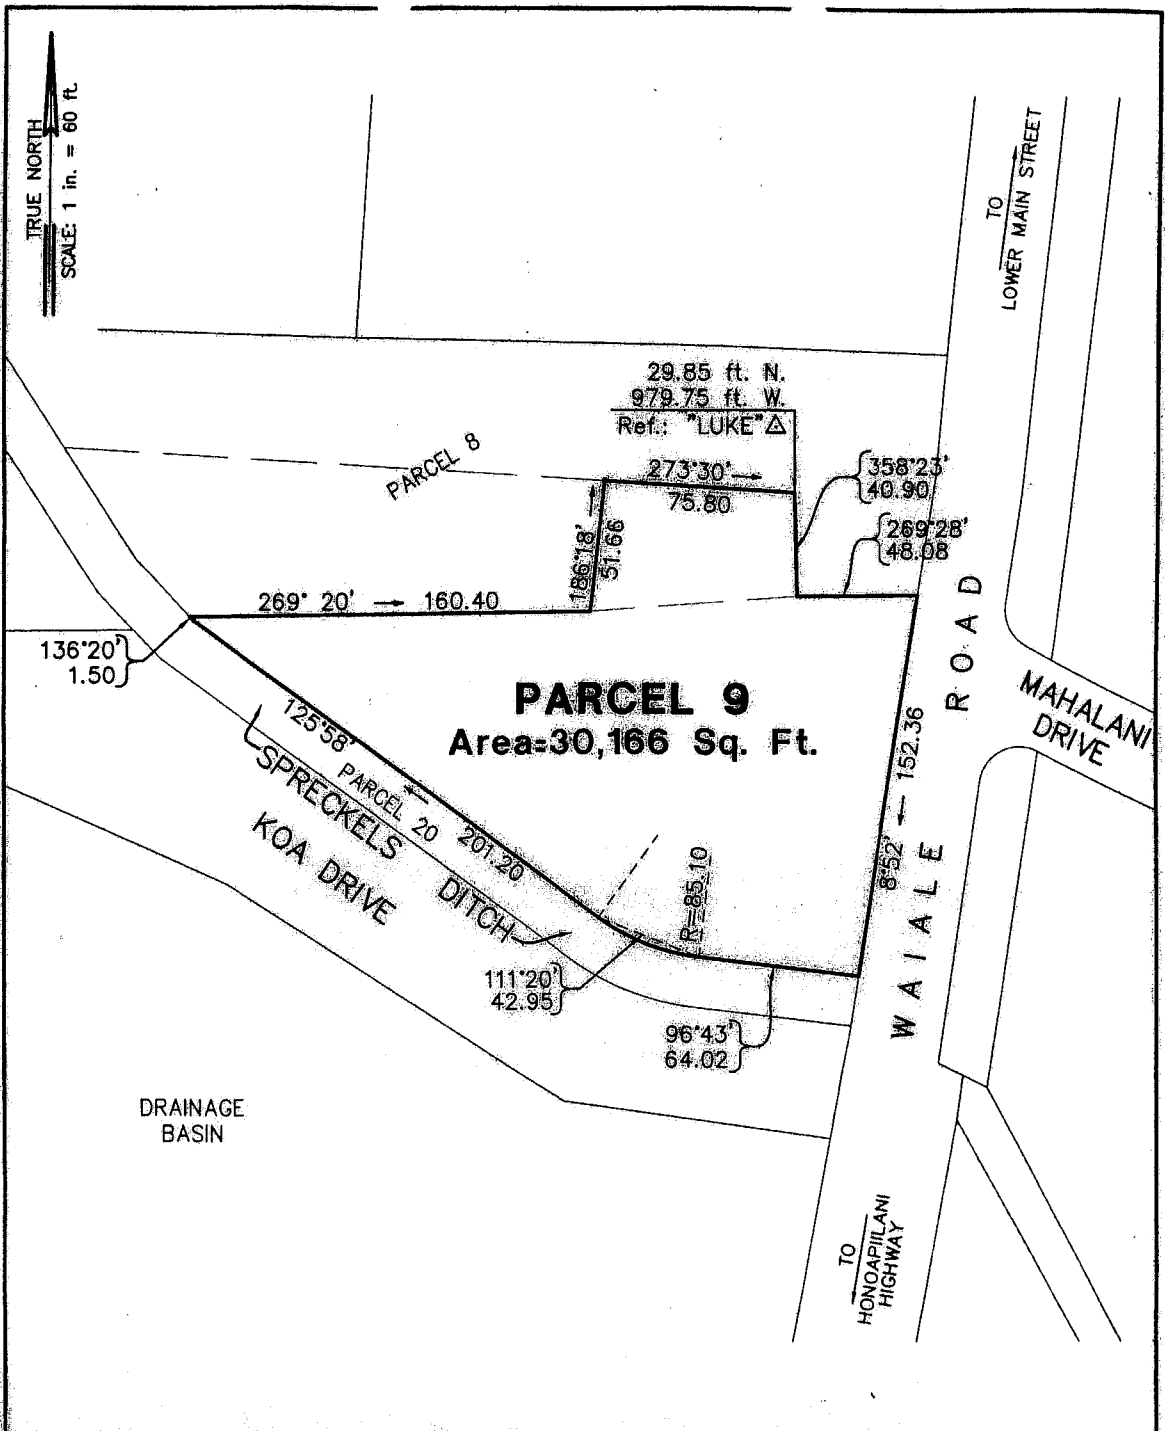 TRUE NORTH
SCALE: 1 in. = 60 ft.
TO
LOWER MAIN STREET
29.85 ft. N.
979.75 ft. W.
Ref.: "LUKE"
PARCEL 8
273°30'
75.80
358°23'
40.90
269°28'
48.08
186°18'
51.66
269° 20' 160.40
136°20'
1.50
PARCEL 9
Area=30,166 Sq. Ft.
WAIALE ROAD
MAHALANI
DRIVE
8°52' 152.36
125°58' 201.20
PARCEL 20
SPRECKELS DITCH
KOA DRIVE
R=85.10
111°20'
42.95
96°43'
64.02
DRAINAGE
BASIN
TO
HONOAPIILANI
HIGHWAY